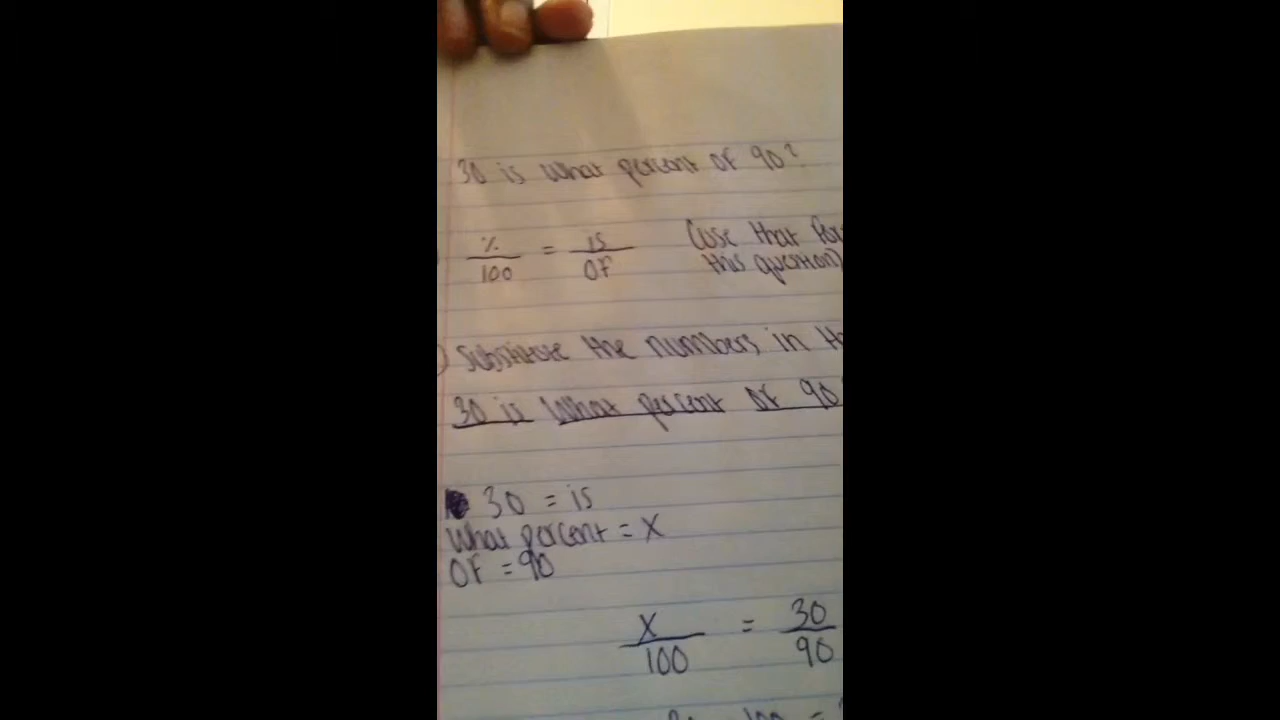 30 is what percent of 90?
% = is (use that for
100 OF this question)
) Substitute the numbers in
30 is what percent of 90
30 = is
what percent = X
OF = 90
X = 30
100 90
100 =